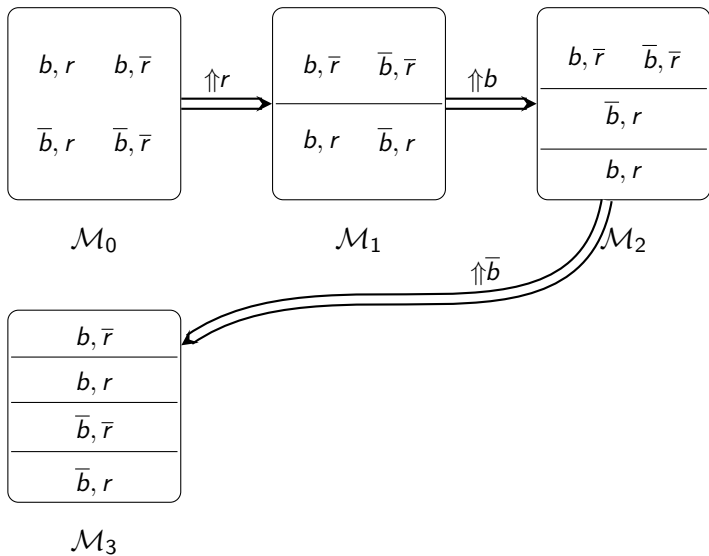 b, r b, r̅ ⇑r b, r̅ b̅, r̅ ⇑b b, r̅ b̅, r̅
b̅, r b̅, r̅ b, r b̅, r b̅, r
b, r
ℳ₀ ℳ₁ ℳ₂
⇑b̅
b, r̅
b, r
b̅, r̅
b̅, r
ℳ₃